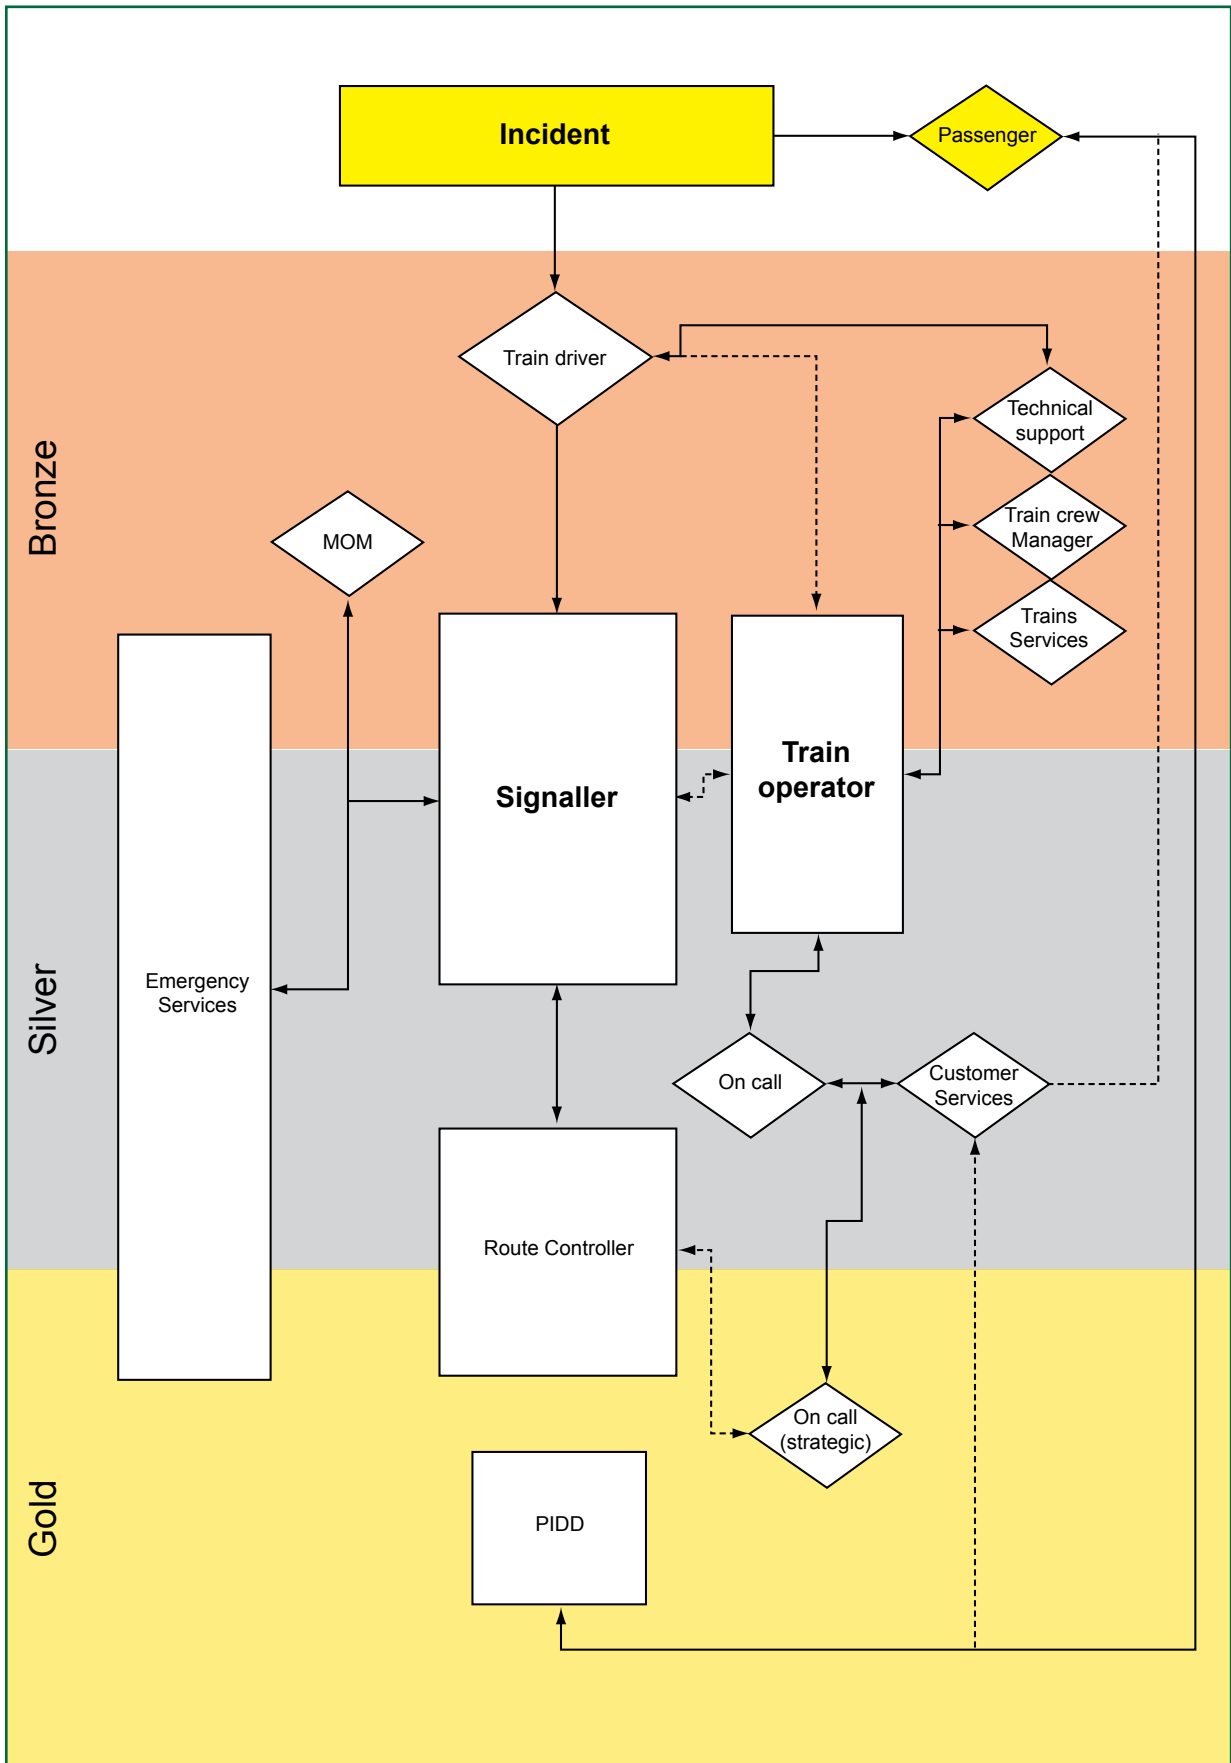 Incident
Passenger
Bronze
Train driver
Technical
support
Train crew
Manager
Trains
Services
MOM
Signaller
Train
operator
Silver
Emergency
Services
On call
Customer
Services
Route Controller
Gold
On call
(strategic)
PIDD